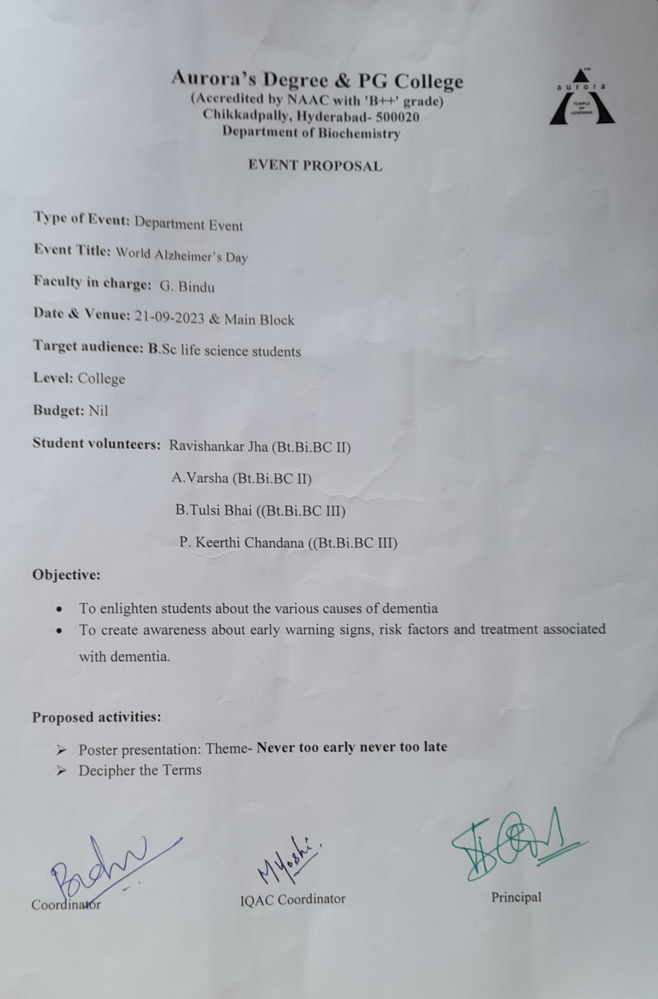 Aurora's Degree & PG College
(Accredited by NAAC with 'B++' grade)
Chikkadpally, Hyderabad- 500020
Department of Biochemistry
aurora
TEMPLE
OF
LEARNING
EVENT PROPOSAL
Type of Event: Department Event
Event Title: World Alzheimer's Day
Faculty in charge: G. Bindu
Date & Venue: 21-09-2023 & Main Block
Target audience: B.Sc life science students
Level: College
Budget: Nil
Student volunteers: Ravishankar Jha (Bt.Bi.BC II)
A.Varsha (Bt.Bi.BC II)
B.Tulsi Bhai ((Bt.Bi.BC III)
P. Keerthi Chandana ((Bt.Bi.BC III)
Objective:
• To enlighten students about the various causes of dementia
• To create awareness about early warning signs, risk factors and treatment associated
with dementia.
Proposed activities:
➢ Poster presentation: Theme- Never too early never too late
➢ Decipher the Terms
Coordinator
IQAC Coordinator
Principal